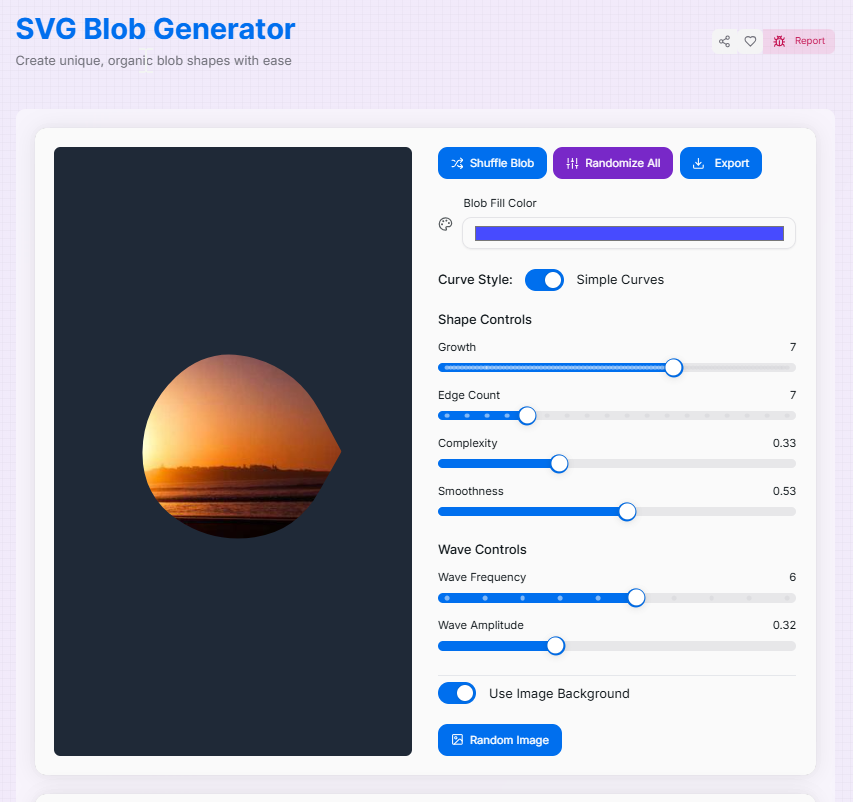 SVG Blob Generator
Create unique, organic blob shapes with ease
Report
Shuffle Blob
Randomize All
Export
Blob Fill Color
Curve Style:
Simple Curves
Shape Controls
Growth 7
Edge Count 7
Complexity 0.33
Smoothness 0.53
Wave Controls
Wave Frequency 6
Wave Amplitude 0.32
Use Image Background
Random Image